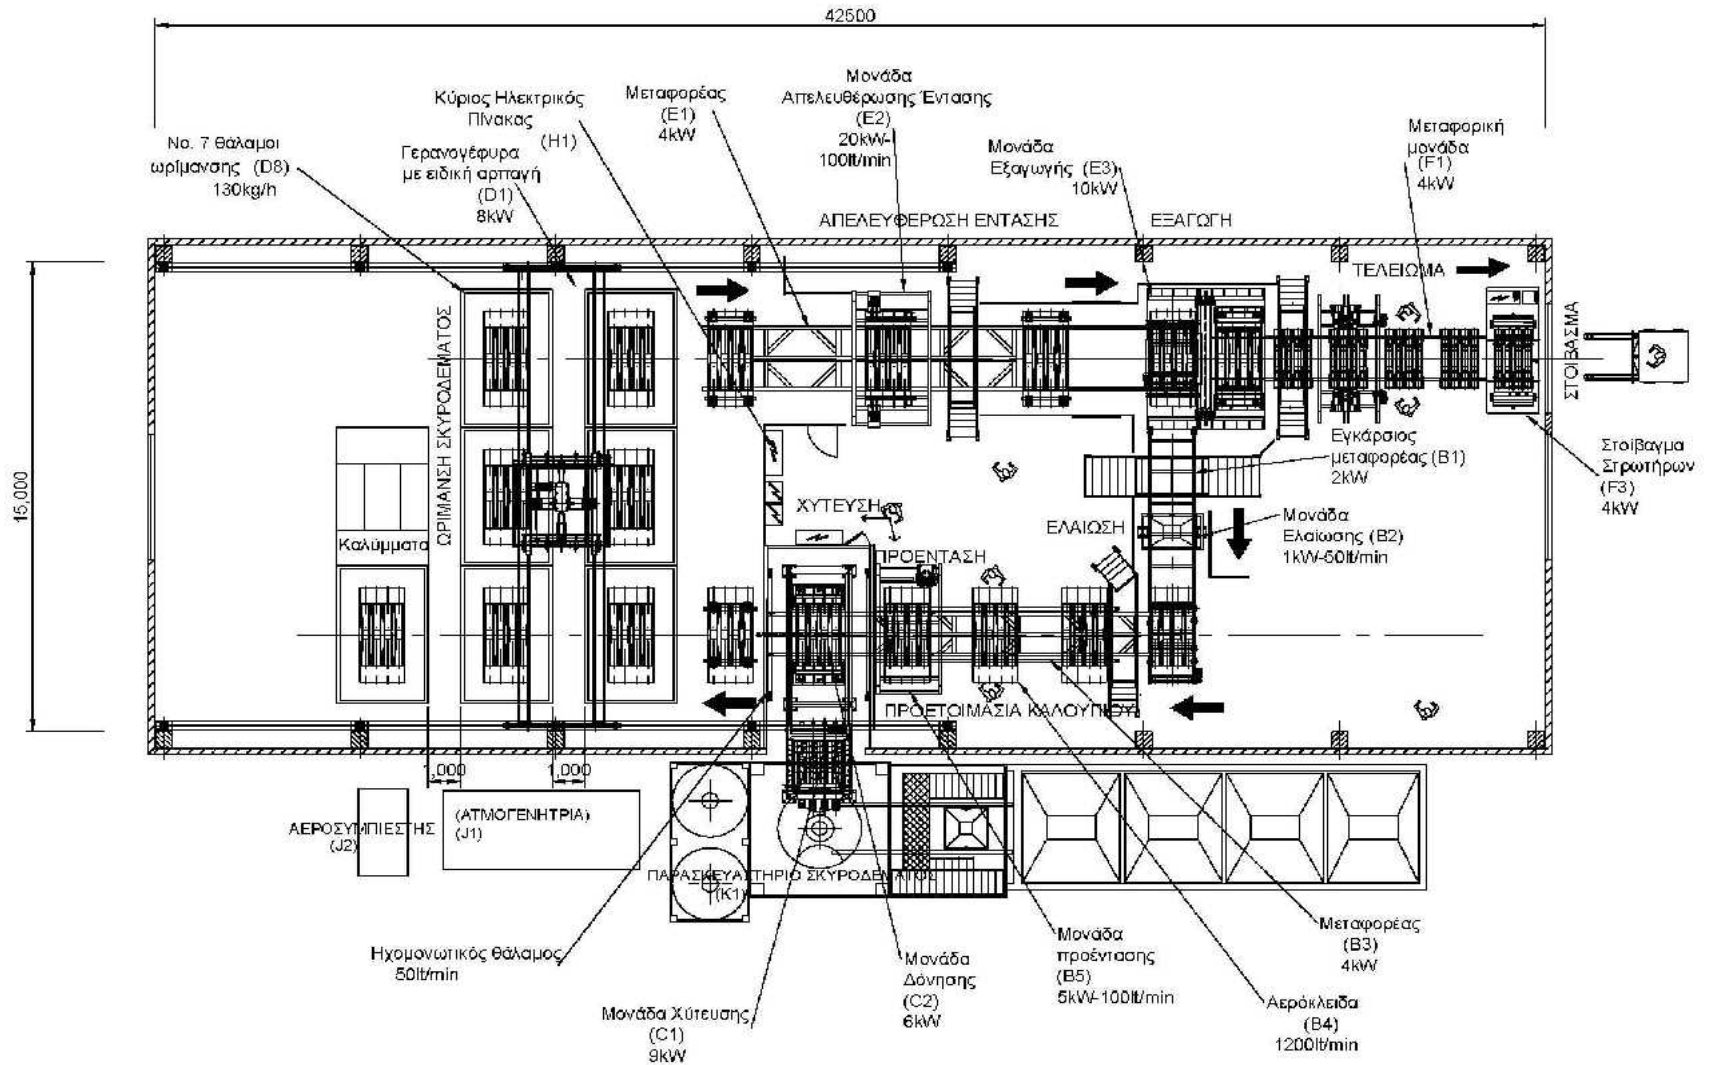 42500
Μονάδα
Απελευθέρωσης Έντασης
(E2)
20kW-
100lt/min
Κύριος Ηλεκτρικός
Πίνακας
(H1)
Μεταφορέας
(E1)
4kW
Μεταφορική
μονάδα
(F1)
4kW
No. 7 θάλαμοι
ωρίμανσης (D8)
130kg/h
Γερανογέφυρα
με ειδική αρπαγή
(D1)
8kW
Μονάδα
Εξαγωγής (E3)
10kW
ΑΠΕΛΕΥΘΕΡΩΣΗ ΕΝΤΑΣΗΣ
ΕΞΑΓΩΓΗ
ΤΕΛΕΙΩΜΑ
ΣΤΟΙΒΑΣΜΑ
ΩΡΙΜΑΝΣΗ ΣΚΥΡΟΔΕΜΑΤΟΣ
15,000
Εγκάρσιος
μεταφορέας (B1)
2kW
Στοίβαγμα
Στρωτήρων
(F3)
4kW
ΧΥΤΕΥΣΗ
ΕΛΑΙΩΣΗ
Μονάδα
Ελαίωσης (B2)
1kW-50lt/min
Καλύμματα
ΠΡΟΕΝΤΑΣΗ
ΠΡΟΕΤΟΙΜΑΣΙΑ ΚΑΛΟΥΠΙΟΥ
1,000
1,000
ΑΕΡΟΣΥΜΠΙΕΣΤΗΣ
(J2)
(ΑΤΜΟΓΕΝΗΤΡΙΑ)
(J1)
ΠΑΡΑΣΚΕΥΑΣΤΗΡΙΟ ΣΚΥΡΟΔΕΜΑΤΟΣ
(K1)
Ηχομονωτικός θάλαμος
50lt/min
Μονάδα Χύτευσης
(C1)
9kW
Μονάδα
Δόνησης
(C2)
6kW
Μονάδα
προέντασης
(B5)
5kW-100lt/min
Μεταφορέας
(B3)
4kW
Αερόκλειδα
(B4)
1200lt/min